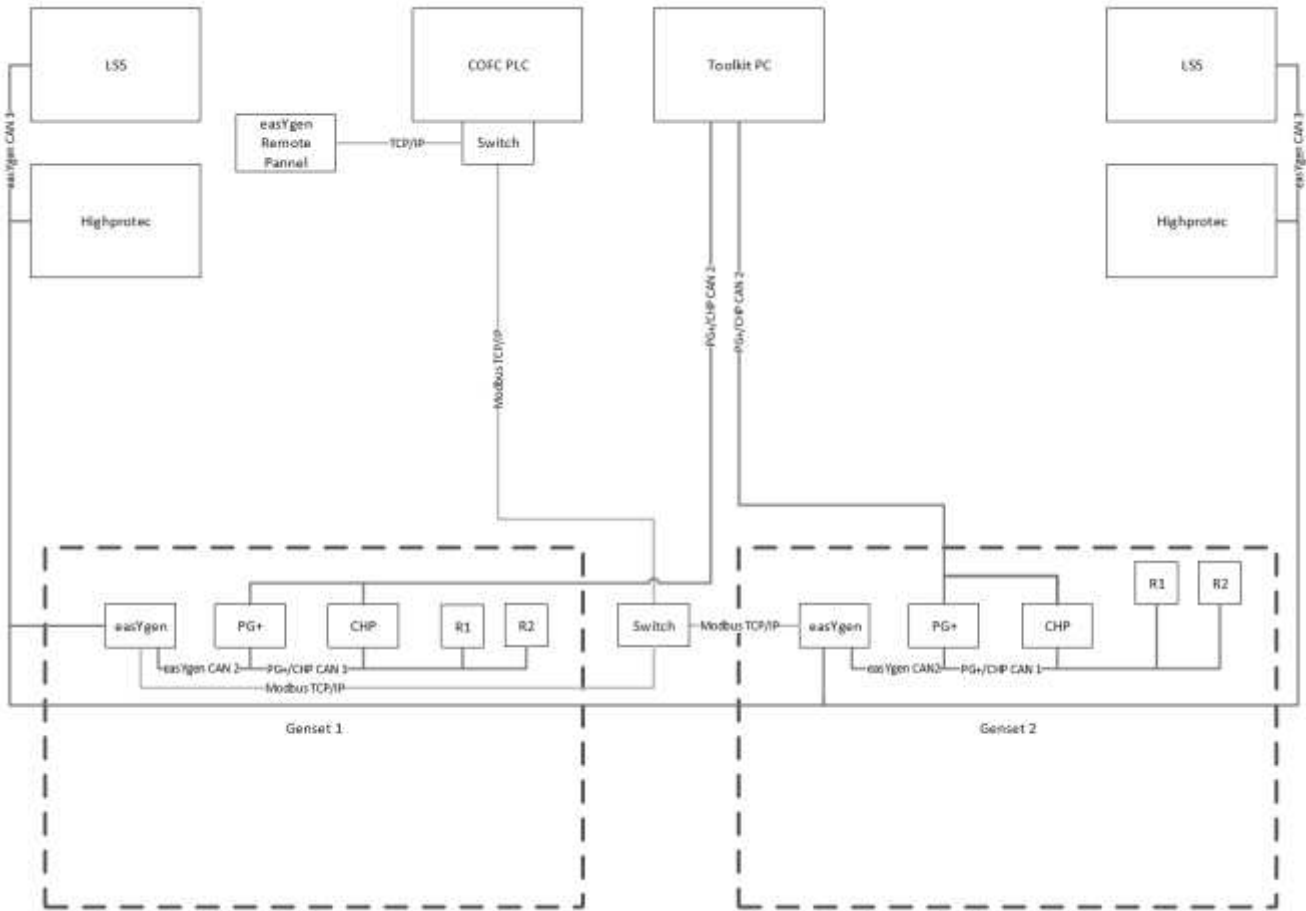 LS5
COFC PLC
Toolkit PC
LS5
easYgen
Remote
Pannel
TCP/IP
Switch
easYgen CAN 3
easYgen CAN 3
Highprotec
Highprotec
PG+/CHP CAN 2
PG+/CHP CAN 2
Modbus TCP/IP
R1
R2
easYgen
PG+
CHP
R1
R2
Switch
Modbus TCP/IP
easYgen
PG+
CHP
easYgen CAN 2
PG+/CHP CAN 1
easYgen CAN2
PG+/CHP CAN 1
Modbus TCP/IP
Genset 1
Genset 2